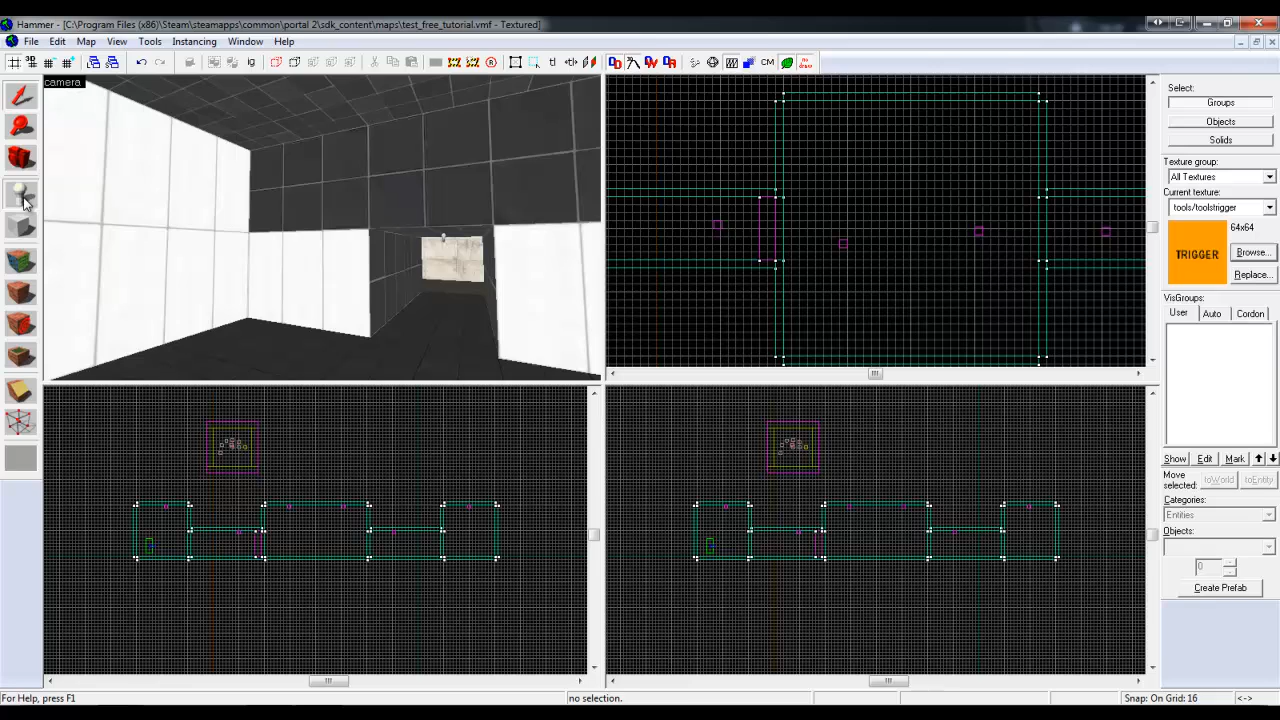 Hammer - [C:\Program Files (x86)\Steam\steamapps\common\portal 2\sdk_content\maps\test_free_tutorial.vmf - Textured]
File Edit Map View Tools Instancing Window Help
camera
Select:
Groups
Objects
Solids
Texture group:
All Textures
Current texture:
tools/toolstrigger
TRIGGER
64x64
Browse...
Replace...
VisGroups:
User Auto Cordon
Show Edit Mark
Move selected:
toWorld toEntity
Categories:
Entities
Objects:
0
Create Prefab
For Help, press F1
no selection.
Snap: On Grid: 16
<->